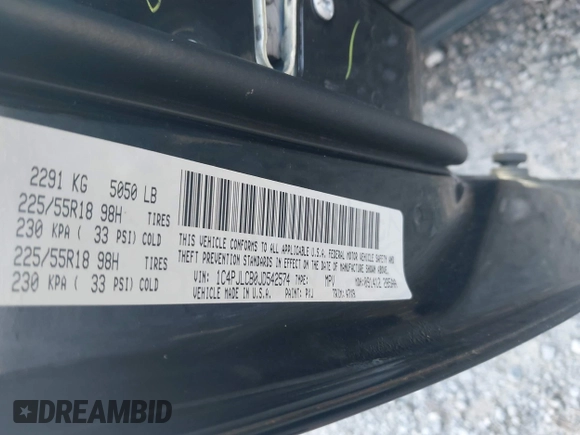 2291 KG 5050 LB
225/55R18 98H TIRES
230 KPA ( 33 PSI) COLD
225/55R18 98H TIRES
230 KPA ( 33 PSI) COLD
THIS VEHICLE CONFORMS TO ALL APPLICABLE U.S.A. FEDERAL MOTOR VEHICLE SAFETY AND
THEFT PREVENTION STANDARDS IN EFFECT ON THE DATE OF MANUFACTURE SHOWN ABOVE.
VIN: 1C4PJLCB0JD542574 TYPE: MPV
MADE IN U.S.A. PAINT: TRIM:
DREAMBID